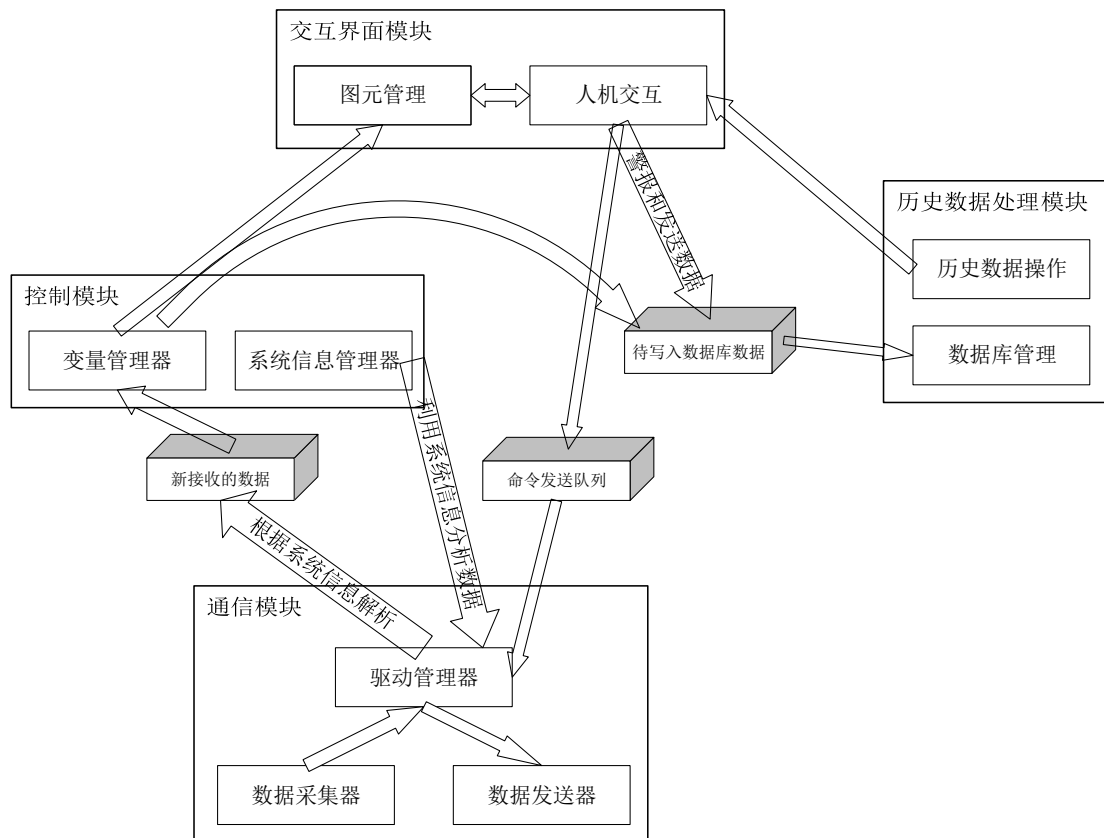 交互界面模块
图元管理
人机交互
警报和发送数据
历史数据处理模块
历史数据操作
数据库管理
控制模块
变量管理器
系统信息管理器
待写入数据库数据
利用系统信息分析数据
新接收的数据
命令发送队列
根据系统信息解析
通信模块
驱动管理器
数据采集器
数据发送器